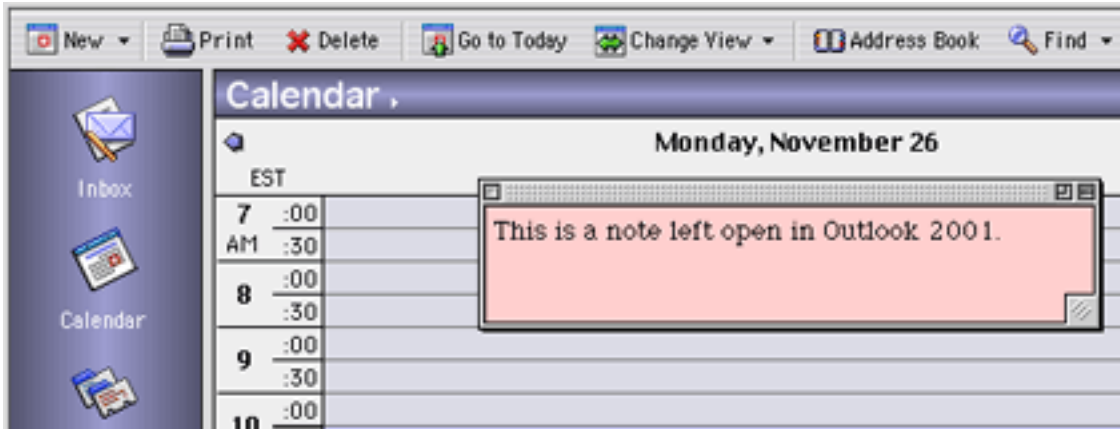 New Print Delete Go to Today Change View Address Book Find
Calendar
Monday, November 26
Inbox
EST
This is a note left open in Outlook 2001.
7 :00
AM :30
8 :00
:30
Calendar
9 :00
:30
10 :00